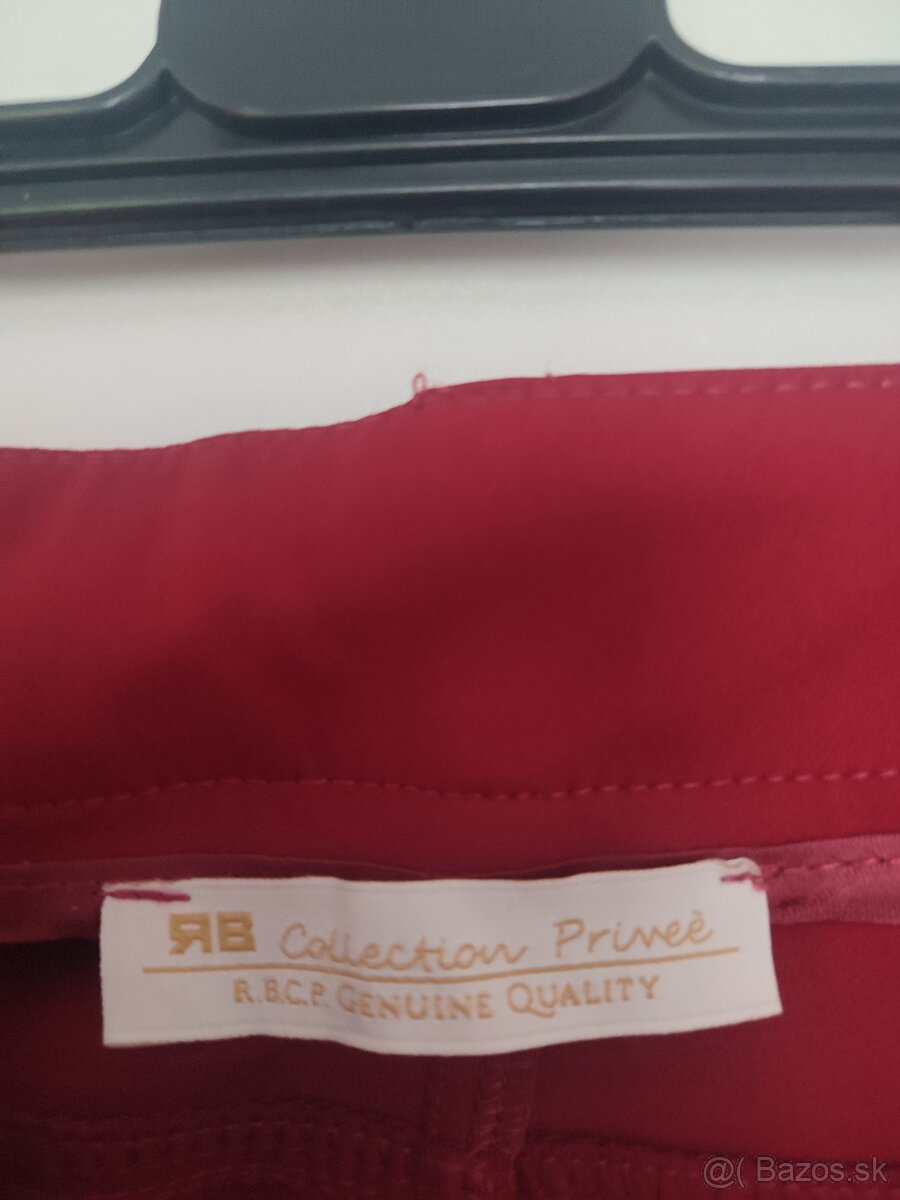 RB Collection Priveè
R.B.C.P. GENUINE QUALITY
@( Bazos.sk